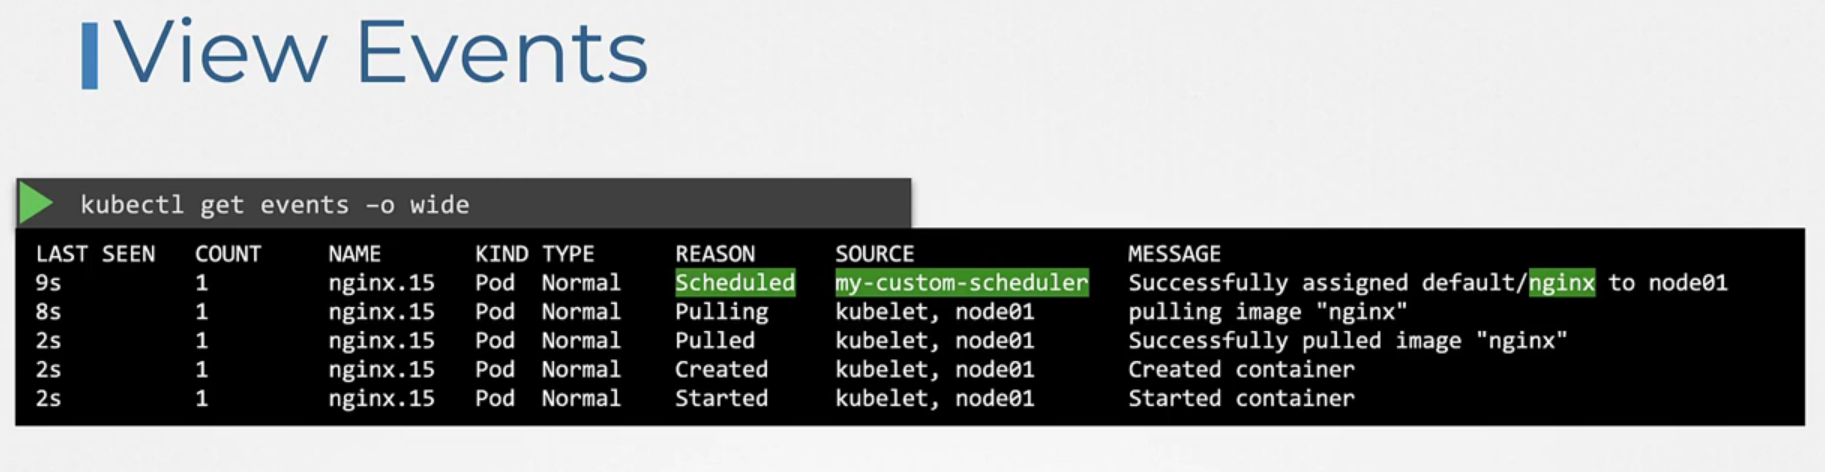 View Events
kubectl get events –o wide
LAST SEEN COUNT NAME KIND TYPE REASON SOURCE MESSAGE
9s 1 nginx.15 Pod Normal Scheduled my-custom-scheduler Successfully assigned default/nginx to node01
8s 1 nginx.15 Pod Normal Pulling kubelet, node01 pulling image "nginx"
2s 1 nginx.15 Pod Normal Pulled kubelet, node01 Successfully pulled image "nginx"
2s 1 nginx.15 Pod Normal Created kubelet, node01 Created container
2s 1 nginx.15 Pod Normal Started kubelet, node01 Started container